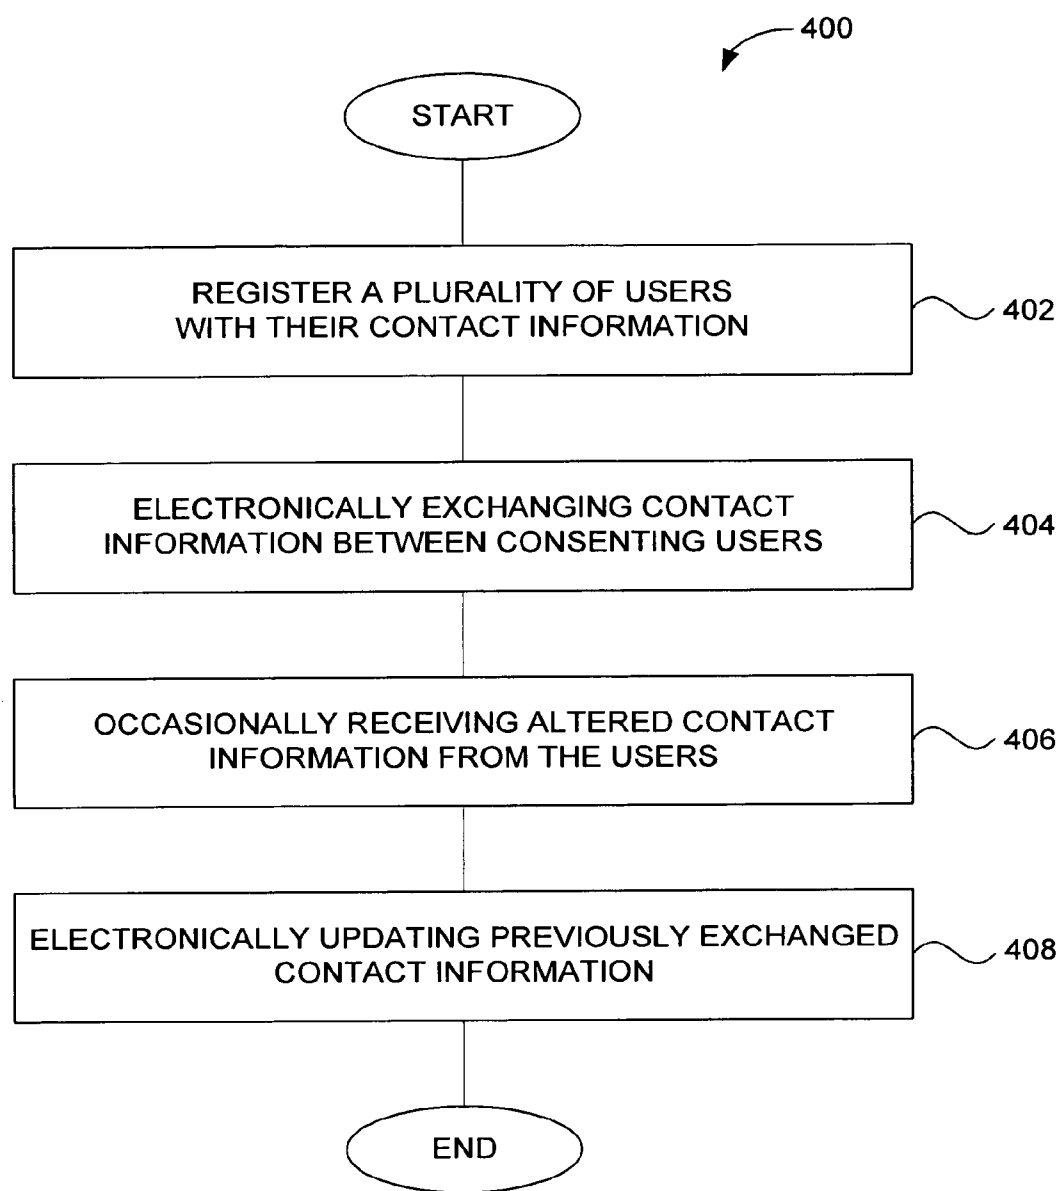 400
START
REGISTER A PLURALITY OF USERS
WITH THEIR CONTACT INFORMATION
402
ELECTRONICALLY EXCHANGING CONTACT
INFORMATION BETWEEN CONSENTING USERS
404
OCCASIONALLY RECEIVING ALTERED CONTACT
INFORMATION FROM THE USERS
406
ELECTRONICALLY UPDATING PREVIOUSLY EXCHANGED
CONTACT INFORMATION
408
END